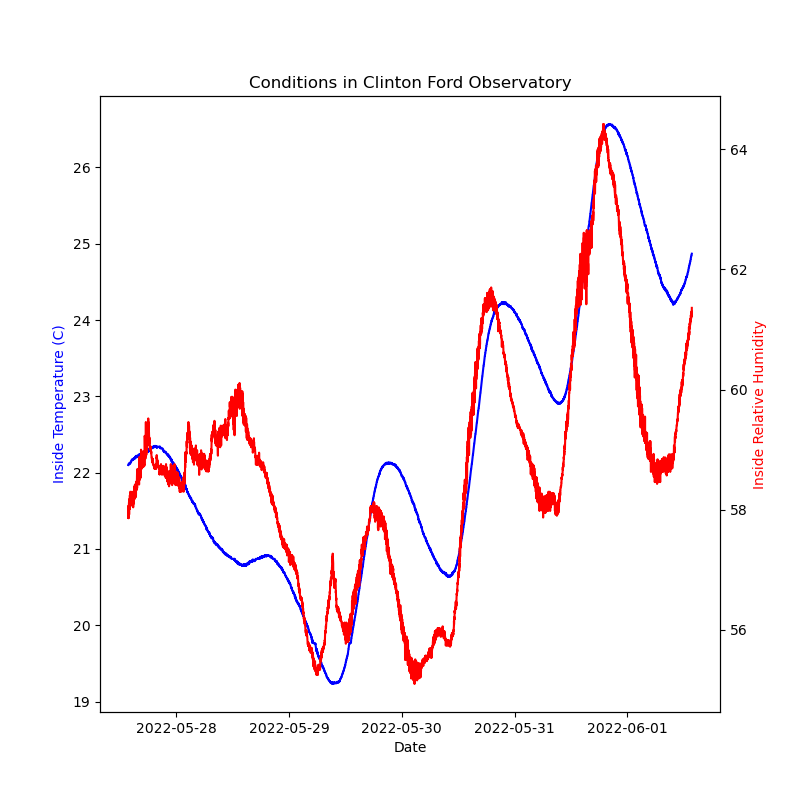 Conditions in Clinton Ford Observatory
26
25
24
23
22
21
20
19
Inside Temperature (C)
64
62
60
58
56
Inside Relative Humidity
2022-05-28 2022-05-29 2022-05-30 2022-05-31 2022-06-01
Date